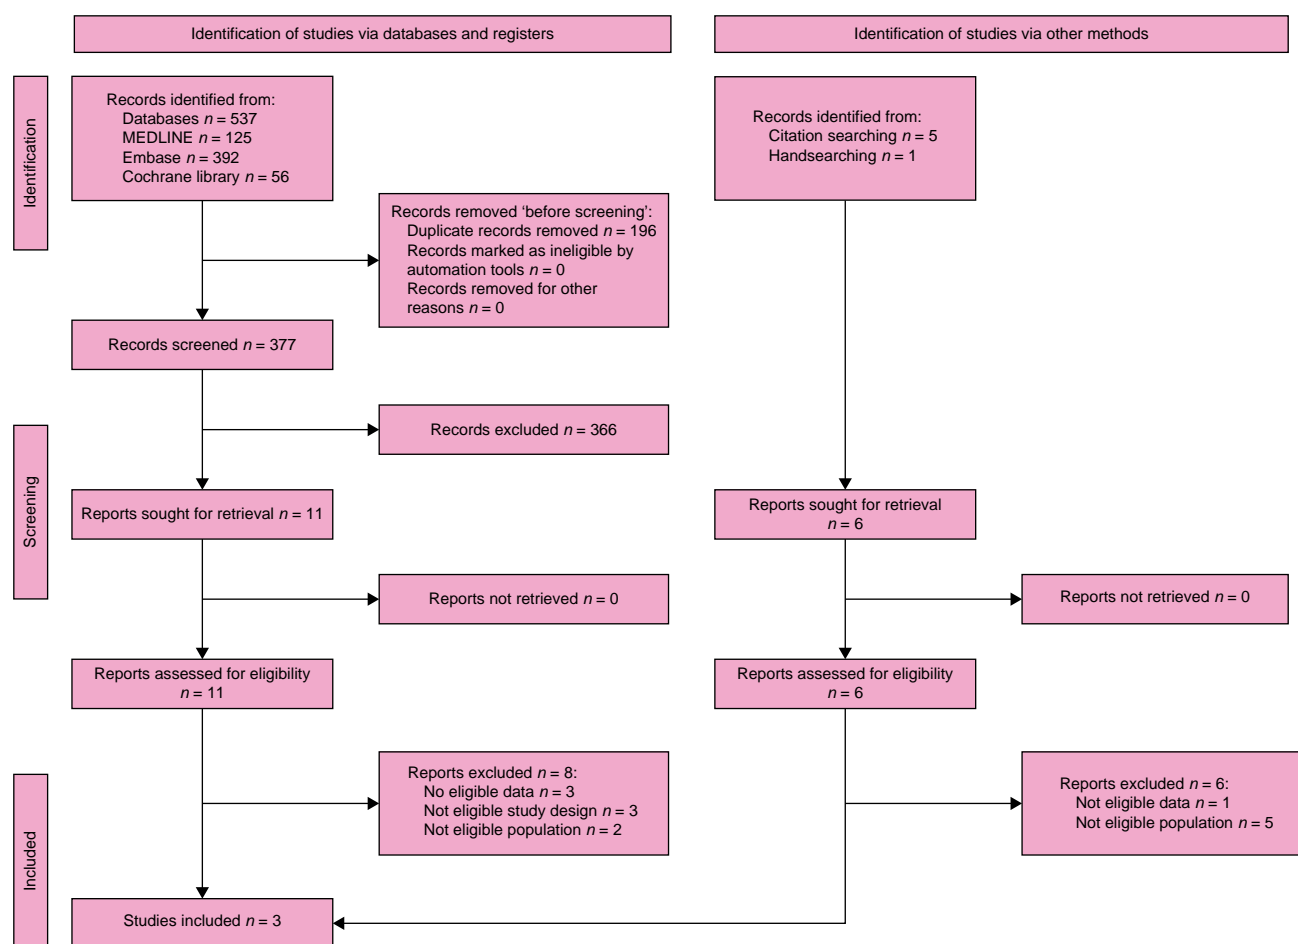 Identification of studies via databases and registers
Identification of studies via other methods
Identification
Records identified from:
Databases n = 537
MEDLINE n = 125
Embase n = 392
Cochrane library n = 56
Records identified from:
Citation searching n = 5
Handsearching n = 1
Records removed ‘before screening’:
Duplicate records removed n = 196
Records marked as ineligible by
automation tools n = 0
Records removed for other
reasons n = 0
Records screened n = 377
Records excluded n = 366
Screening
Reports sought for retrieval n = 11
Reports sought for retrieval
n = 6
Reports not retrieved n = 0
Reports not retrieved n = 0
Reports assessed for eligibility
n = 11
Reports assessed for eligibility
n = 6
Included
Reports excluded n = 8:
No eligible data n = 3
Not eligible study design n = 3
Not eligible population n = 2
Reports excluded n = 6:
Not eligible data n = 1
Not eligible population n = 5
Studies included n = 3